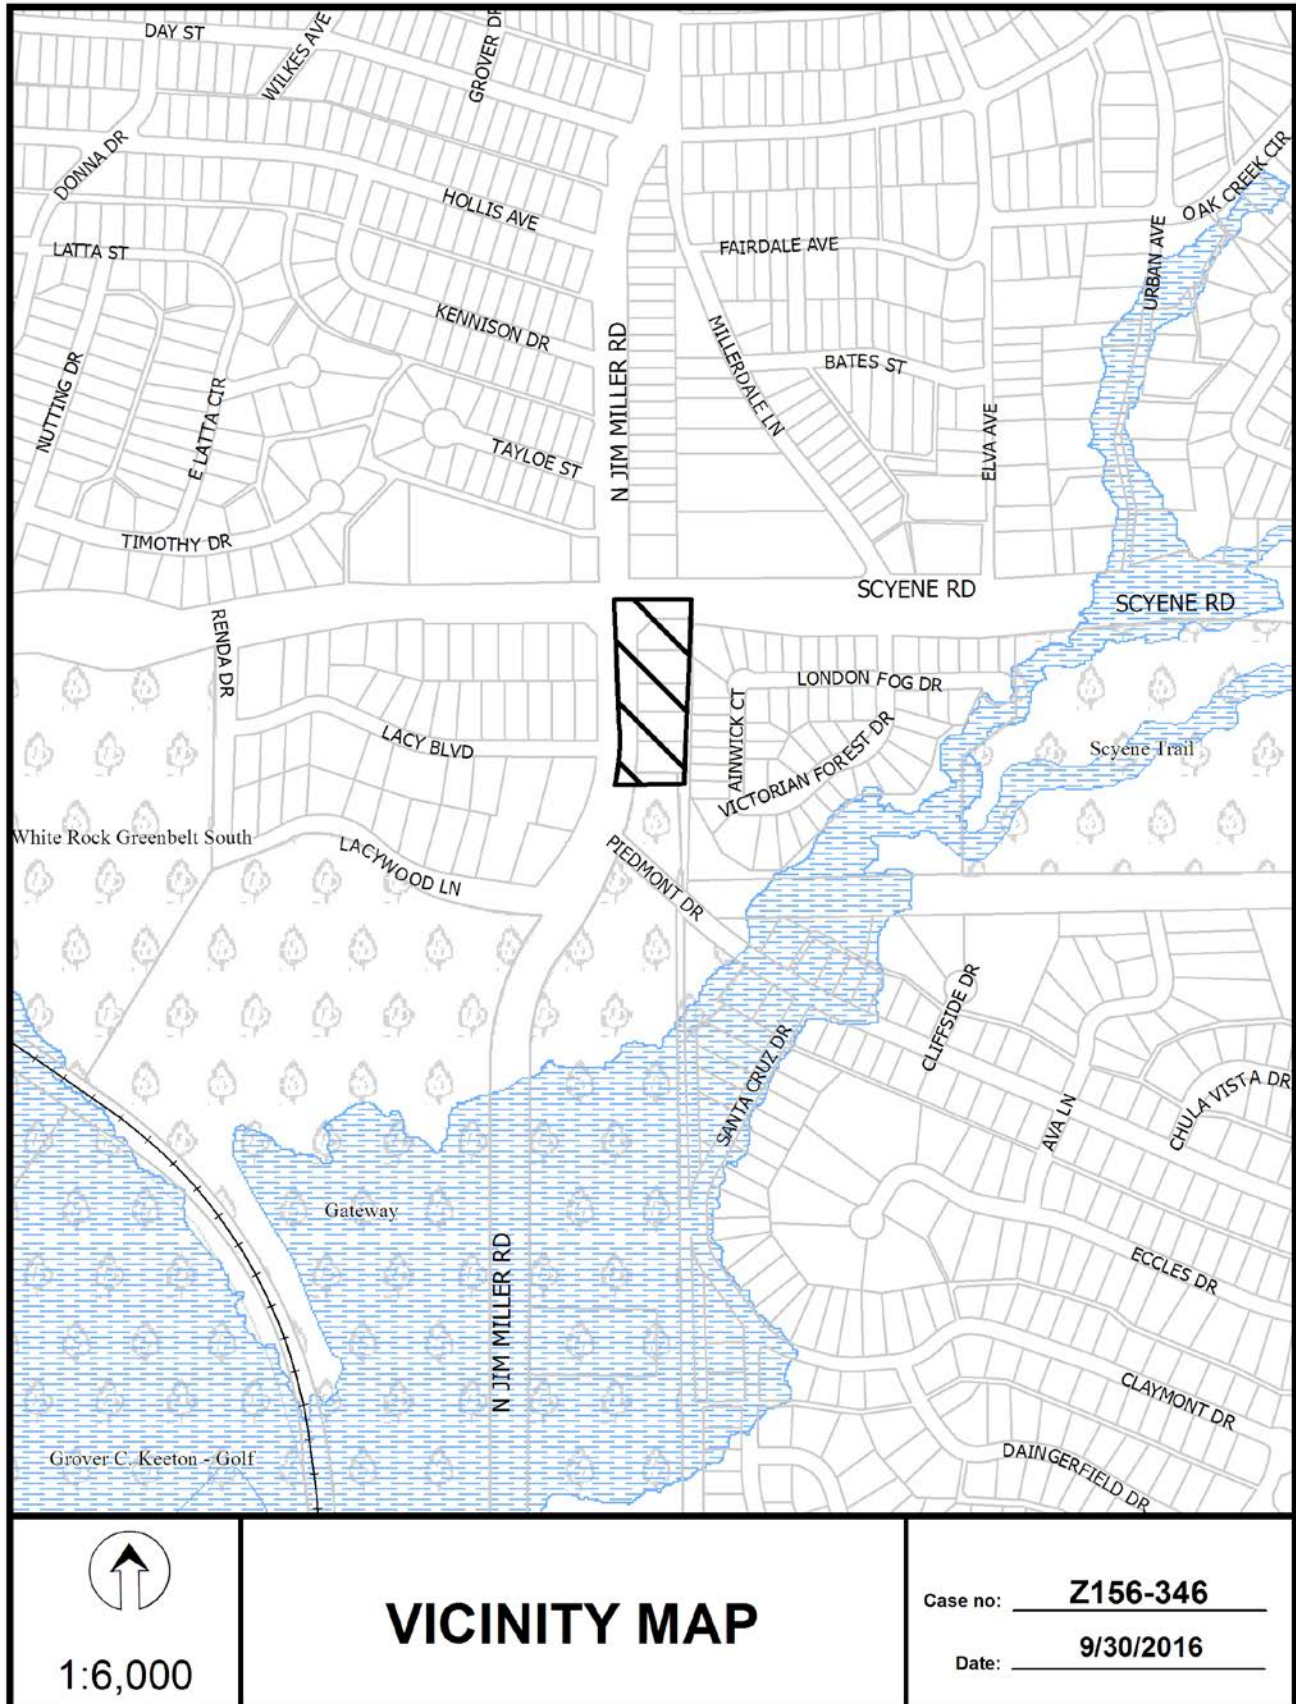 DAY ST
WILKES AVE
GROVER DR
DONNA DR
HOLLIS AVE
LATTA ST
KENNISON DR
NUTTING DR
E LATTA CIR
TAYLOE ST
TIMOTHY DR
N JIM MILLER RD
FAIRDALE AVE
MILLERDALE LN
BATES ST
ELVA AVE
URBAN AVE
OAK CREEK CIR
SCYENE RD
SCYENE RD
RENDA DR
LACY BLVD
AINWICK CT
LONDON FOG DR
VICTORIAN FOREST DR
Scyene Trail
White Rock Greenbelt South
LACYWOOD LN
PIEDMONT DR
SANTA CRUZ DR
CLIFFSIDE DR
AVA LN
CHULA VISTA DR
Gateway
N JIM MILLER RD
ECCLES DR
CLAYMONT DR
DAINGERFIELD DR
Grover C. Keeton - Golf
1:6,000
VICINITY MAP
Case no: Z156-346
Date: 9/30/2016